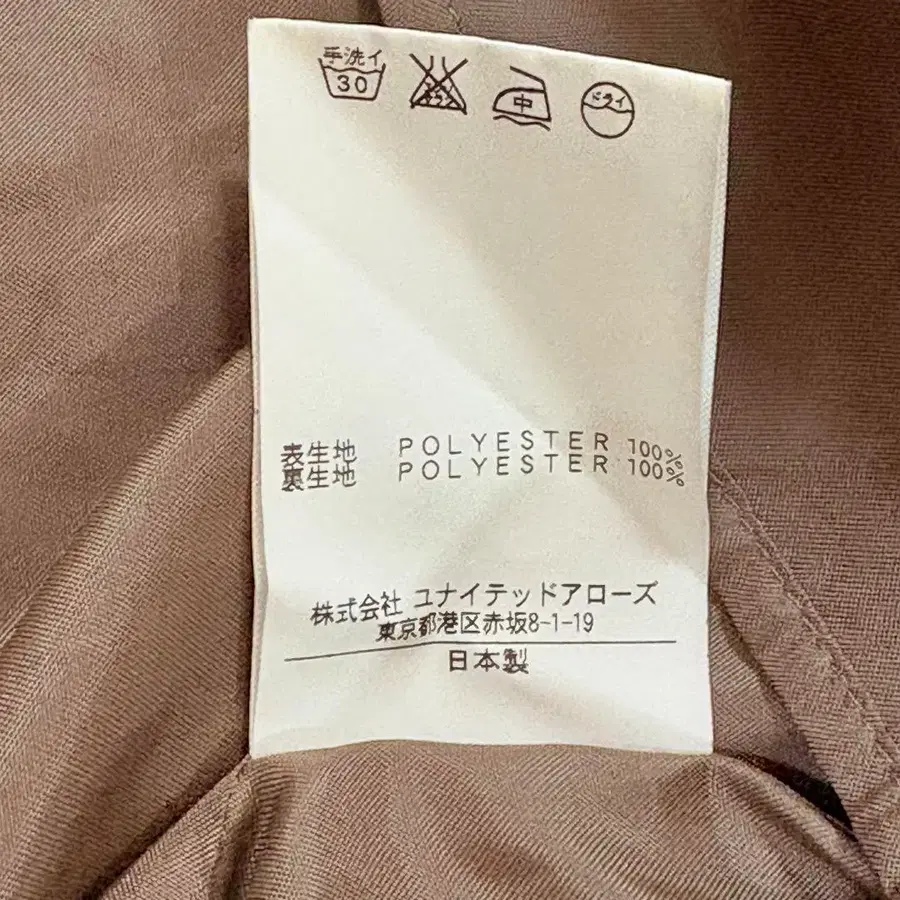 手洗イ
30
中
ドライ
表生地 POLYESTER 100%
裏生地 POLYESTER 100%
株式会社 ユナイテッドアローズ
東京都港区赤坂8-1-19
日本製